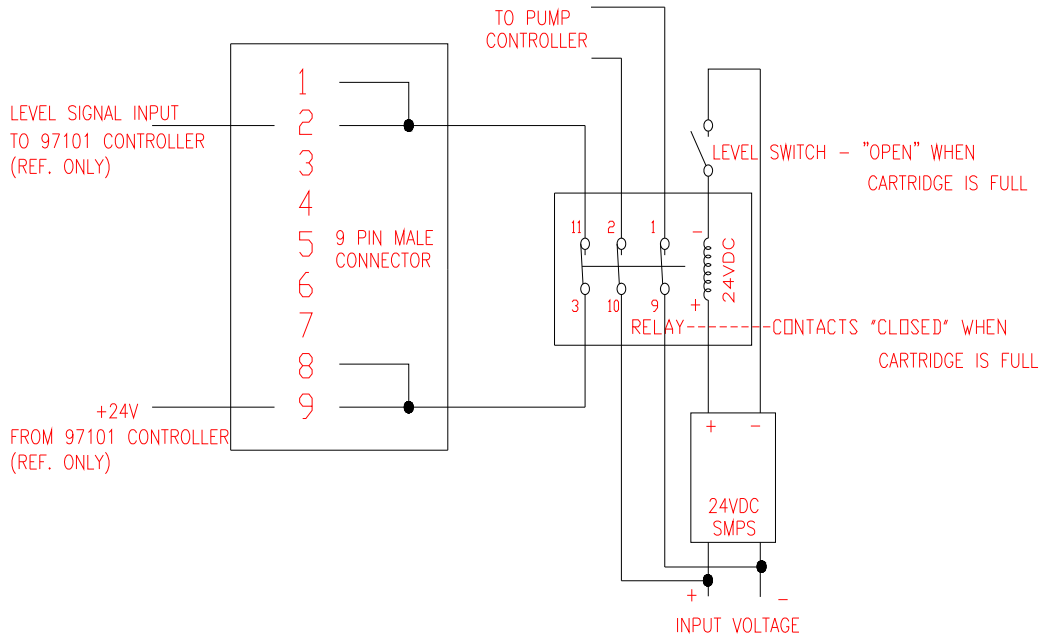 TO PUMP
CONTROLLER
1
LEVEL SIGNAL INPUT
2
TO 97101 CONTROLLER
(REF. ONLY)
3
LEVEL SWITCH - "OPEN" WHEN
CARTRIDGE IS FULL
4
11 2 1 -
5
9 PIN MALE
CONNECTOR
24VDC
6
3 10 9 +
7
RELAY-------CONTACTS "CLOSED" WHEN
CARTRIDGE IS FULL
8
9
+24V
FROM 97101 CONTROLLER
(REF. ONLY)
+ -
24VDC
SMPS
+ -
INPUT VOLTAGE